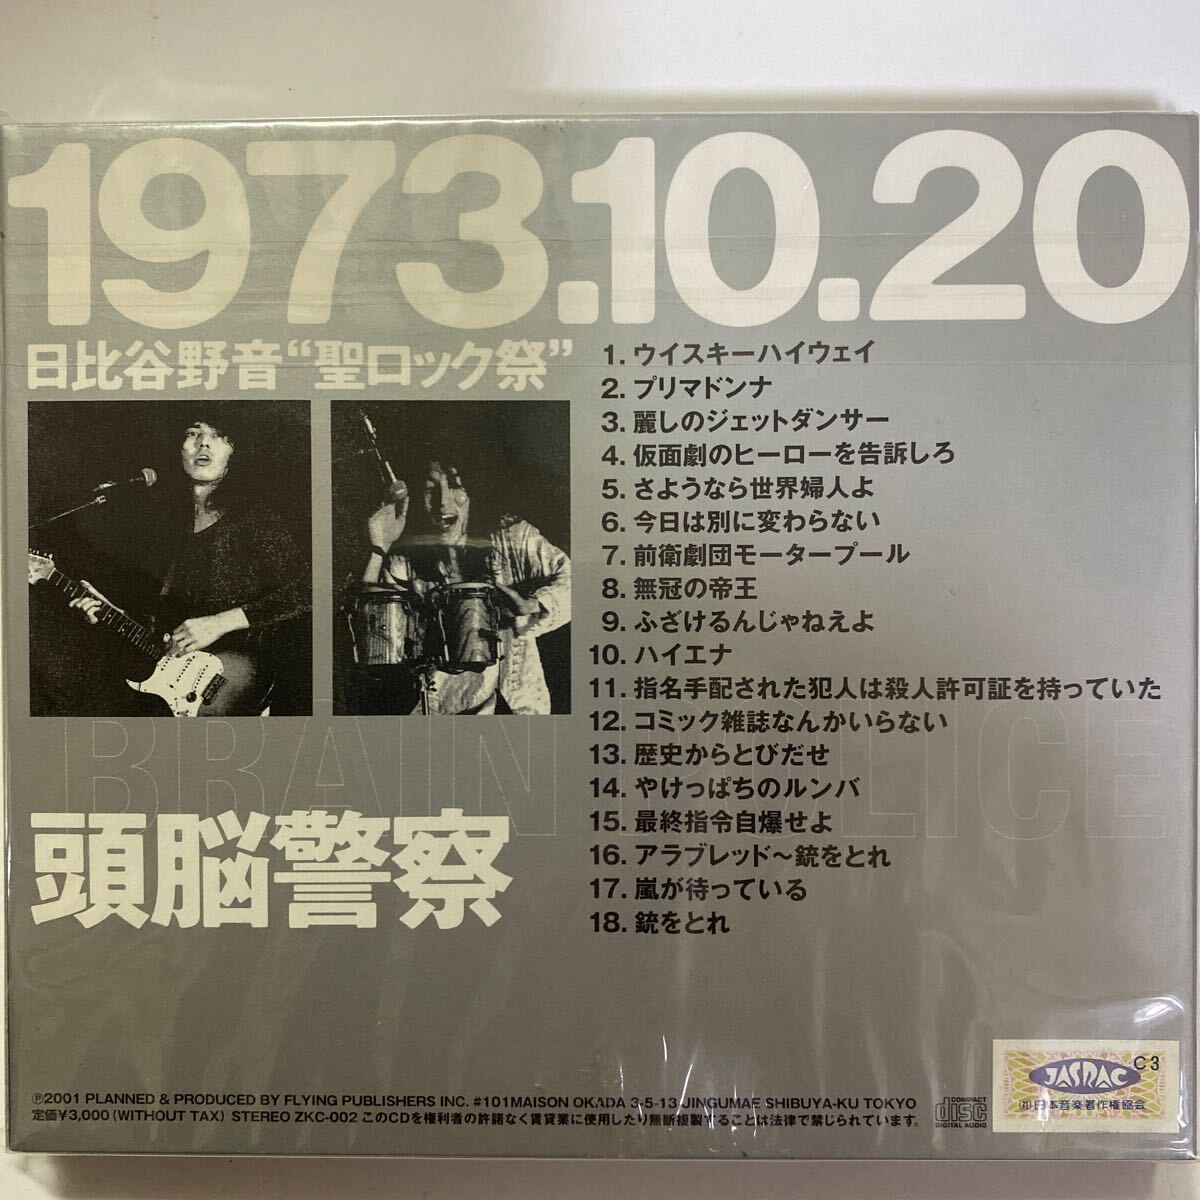 1973.10.20
日比谷野音“聖ロック祭”
1. ウイスキーハイウェイ
2. プリマドンナ
3. 麗しのジェットダンサー
4. 仮面劇のヒーローを告訴しろ
5. さようなら世界婦人よ
6. 今日は別に変わらない
7. 前衛劇団モータープール
8. 無冠の帝王
9. ふざけるんじゃねえよ
10. ハイエナ
11. 指名手配された犯人は殺人許可証を持っていた
12. コミック雑誌なんかいらない
13. 歴史からとびだせ
14. やけっぱちのルンバ
15. 最終指令自爆せよ
16. アラブレッド〜銃をとれ
17. 嵐が待っている
18. 銃をとれ
BRAIN POLICE
頭脳警察
℗2001 PLANNED & PRODUCED BY FLYING PUBLISHERS INC. #101MAISON OKADA 3-5-13 JINGUMAE SHIBUYA-KU TOKYO
定価¥3,000 (WITHOUT TAX) STEREO ZKC-002 このCDを権利者の許諾なく賃貸業に使用したり無断複製することは法律で禁じられています。
COMPACT
disc
DIGITAL AUDIO
C3
JASRAC
(社)日本音楽著作権協会